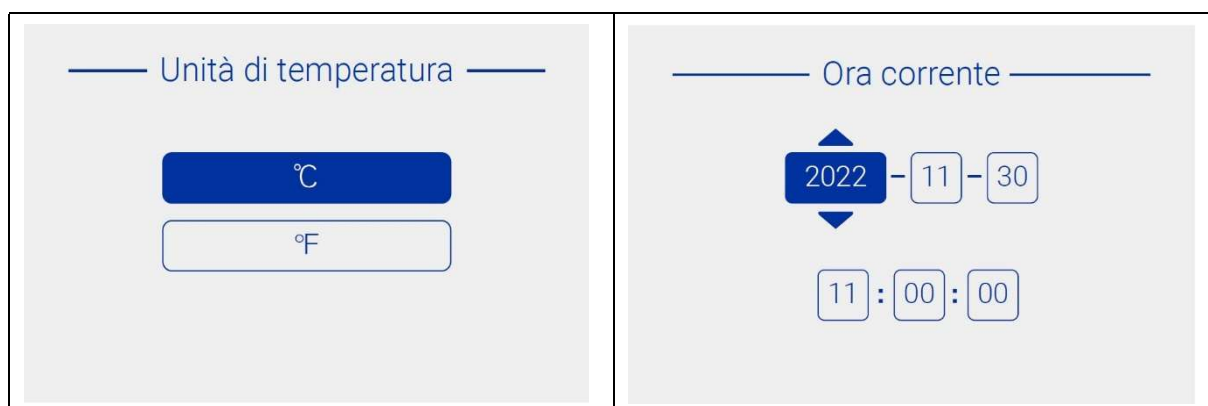 Unità di temperatura
℃
°F
Ora corrente
2022 - 11 - 30
11 : 00 : 00